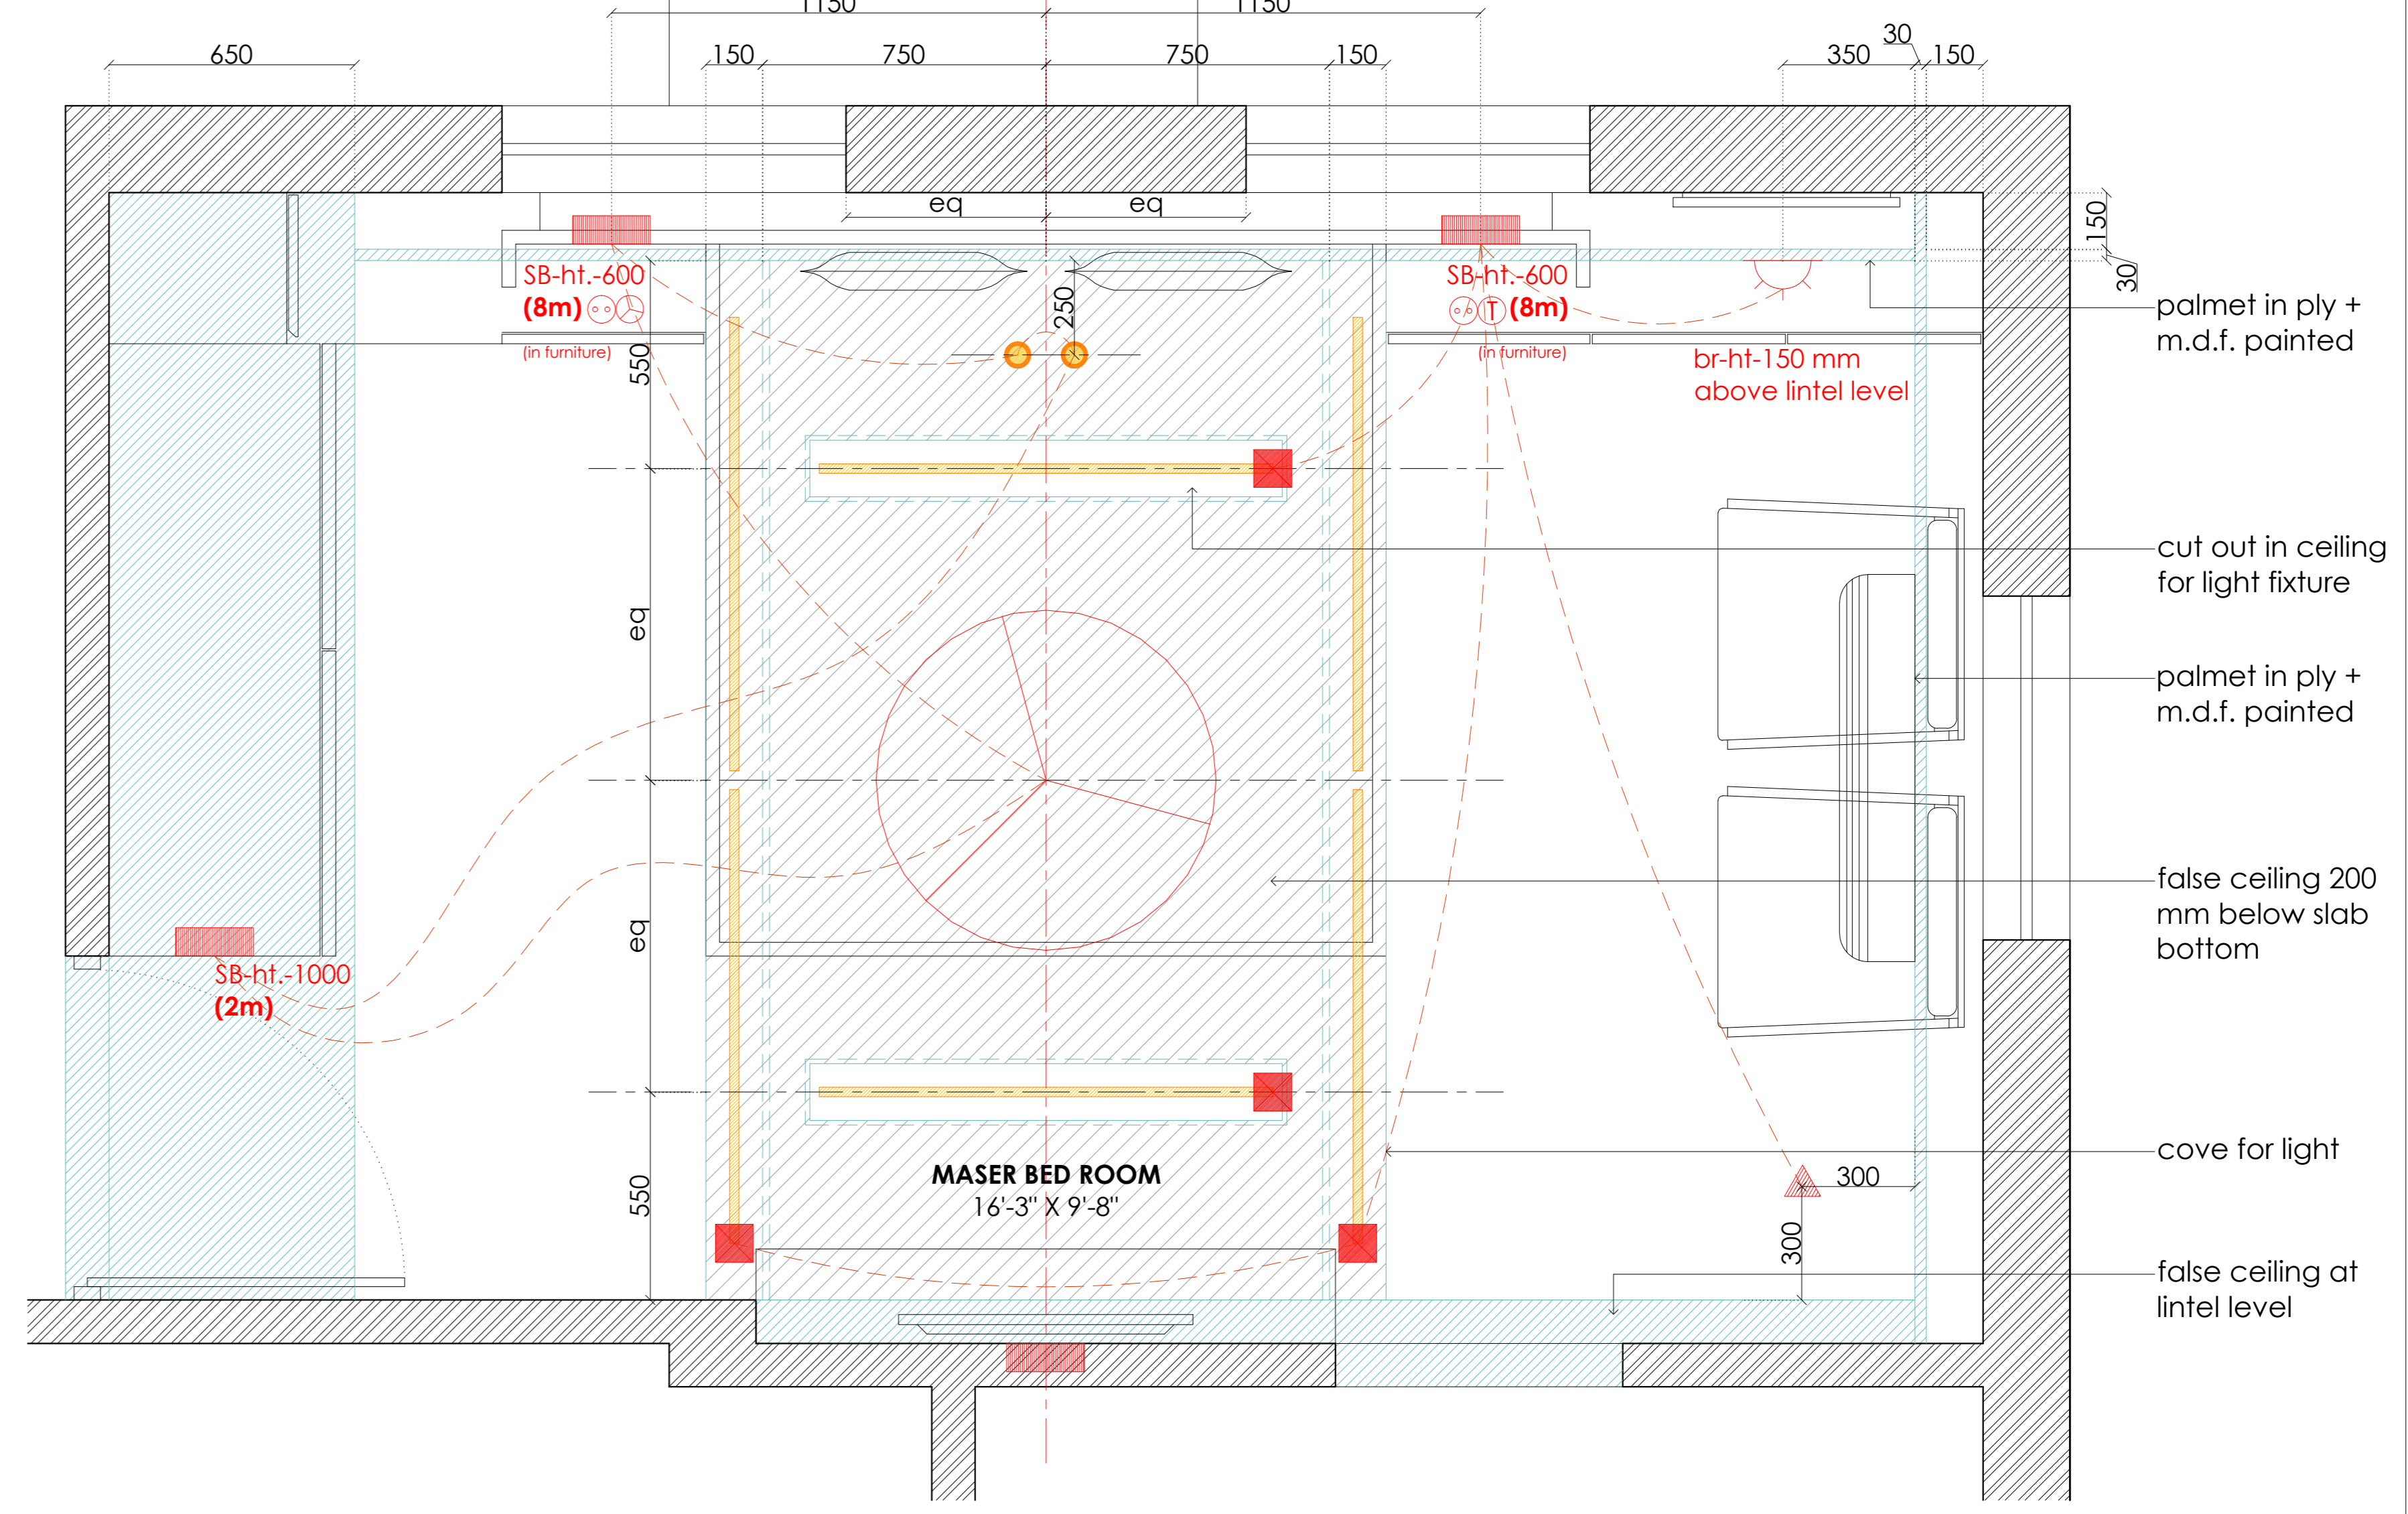 1150
1150
650
150
750
750
150
350
30
150
eq
eq
150
30
SB-ht.-600
(8m)
(in furniture)
SB-ht.-600
T (8m)
(in furniture)
250
550
br-ht-150 mm
above lintel level
palmet in ply +
m.d.f. painted
cut out in ceiling
for light fixture
eq
palmet in ply +
m.d.f. painted
false ceiling 200
mm below slab
bottom
eq
SB-ht.-1000
(2m)
cove for light
MASER BED ROOM
16'-3" X 9'-8"
550
300
300
false ceiling at
lintel level